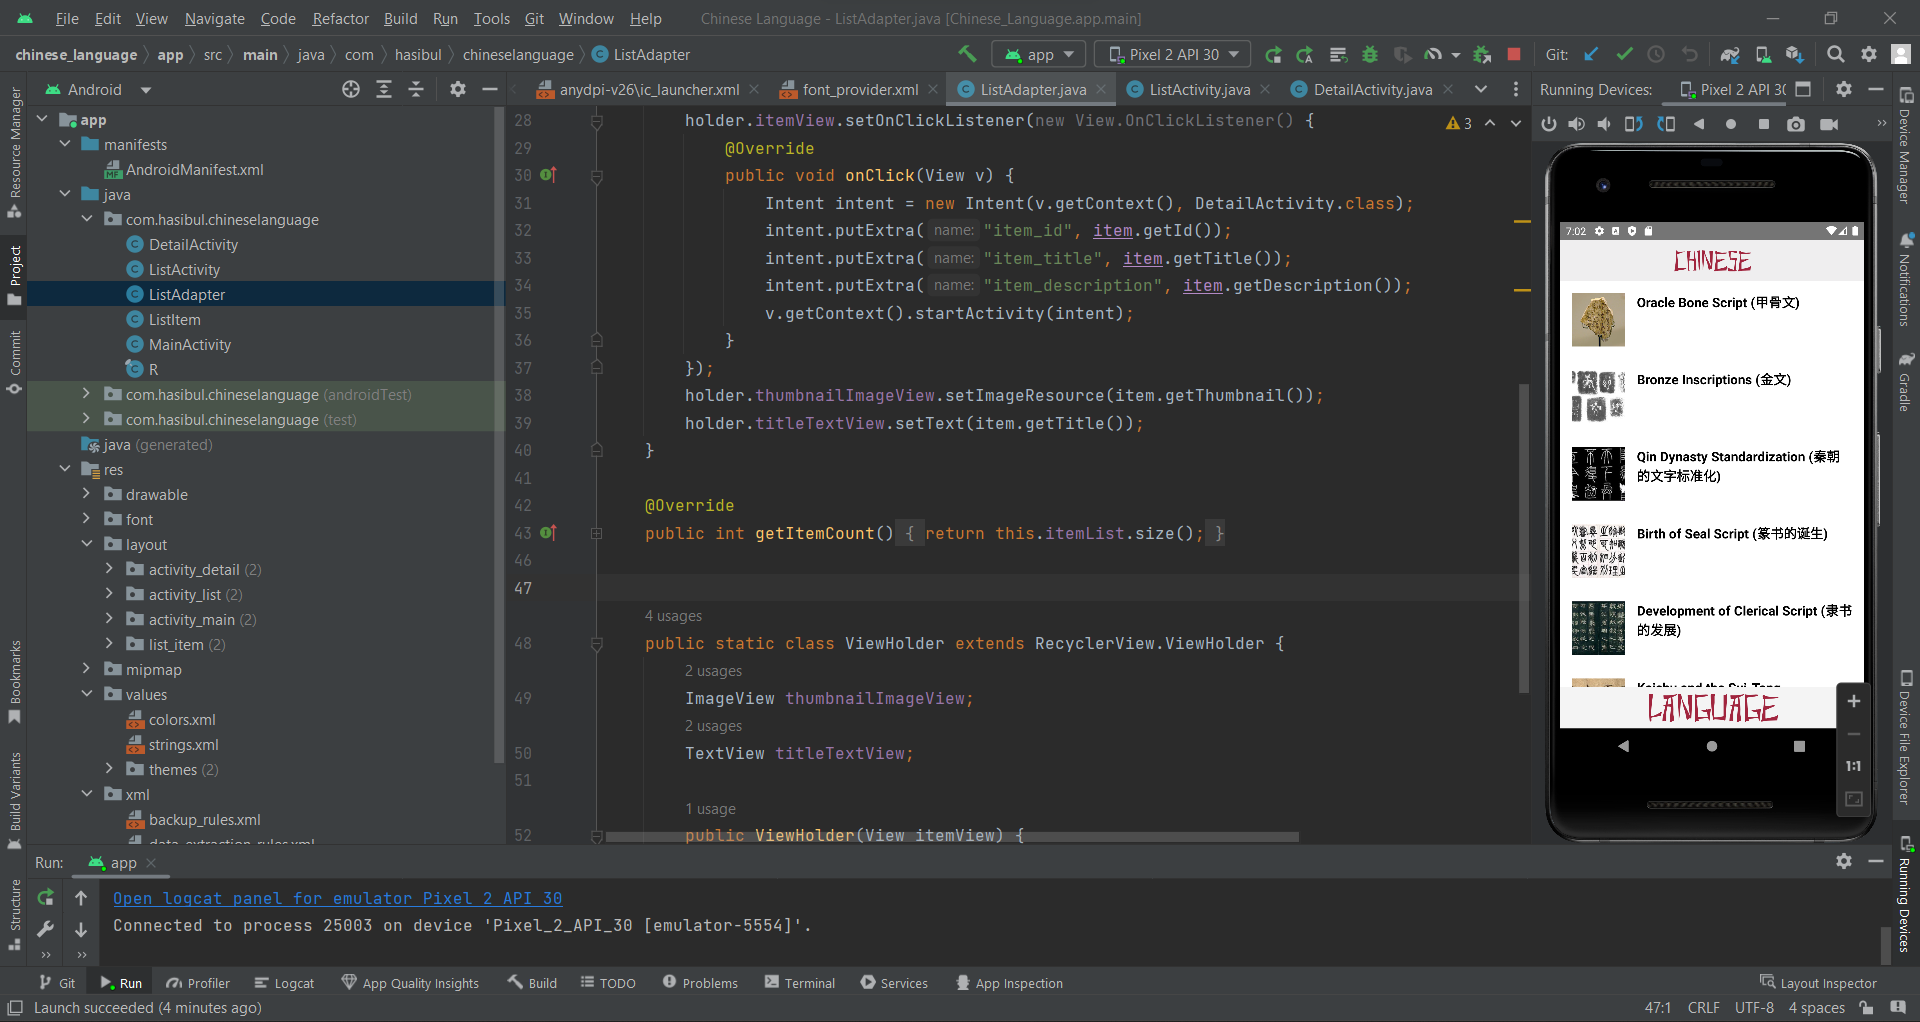 File Edit View Navigate Code Refactor Build Run Tools Git Window Help Chinese Language - ListAdapter.java [Chinese_Language.app.main]
chinese_language app src main java com hasibul chineselanguage ListAdapter app Pixel 2 API 30 Git:
Android anydpi-v26\ic_launcher.xml font_provider.xml ListAdapter.java ListActivity.java DetailActivity.java Running Devices: Pixel 2 API 30
Resource Manager
Project
Commit
Bookmarks
Build Variants
Structure
app
manifests
AndroidManifest.xml
java
com.hasibul.chineselanguage
DetailActivity
ListActivity
ListAdapter
ListItem
MainActivity
R
com.hasibul.chineselanguage (androidTest)
com.hasibul.chineselanguage (test)
java (generated)
res
drawable
font
layout
activity_detail (2)
activity_list (2)
activity_main (2)
list_item (2)
mipmap
values
colors.xml
strings.xml
themes (2)
xml
backup_rules.xml
data_extraction_rules.xml
28 holder.itemView.setOnClickListener(new View.OnClickListener() {
3
29 @Override
30 public void onClick(View v) {
31 Intent intent = new Intent(v.getContext(), DetailActivity.class);
32 intent.putExtra( name: "item_id", item.getId());
33 intent.putExtra( name: "item_title", item.getTitle());
34 intent.putExtra( name: "item_description", item.getDescription());
35 v.getContext().startActivity(intent);
36 }
37 });
38 holder.thumbnailImageView.setImageResource(item.getThumbnail());
39 holder.titleTextView.setText(item.getTitle());
40 }
41
42 @Override
43 public int getItemCount() { return this.itemList.size(); }
46
47
4 usages
48 public static class ViewHolder extends RecyclerView.ViewHolder {
2 usages
49 ImageView thumbnailImageView;
2 usages
50 TextView titleTextView;
51
1 usage
52 public ViewHolder(View itemView) {
7:02
CHINESE
Oracle Bone Script (甲骨文)
Bronze Inscriptions (金文)
Qin Dynasty Standardization (秦朝
的文字标准化)
Birth of Seal Script (篆书的诞生)
Development of Clerical Script (隶书
的发展)
LANGUAGE
1:1
Device Manager
Notifications
Gradle
Device File Explorer
Running Devices
Run: app
Open logcat panel for emulator Pixel 2 API 30
Connected to process 25003 on device 'Pixel_2_API_30 [emulator-5554]'.
Git Run Profiler Logcat App Quality Insights Build TODO Problems Terminal Services App Inspection Layout Inspector
Launch succeeded (4 minutes ago) 47:1 CRLF UTF-8 4 spaces